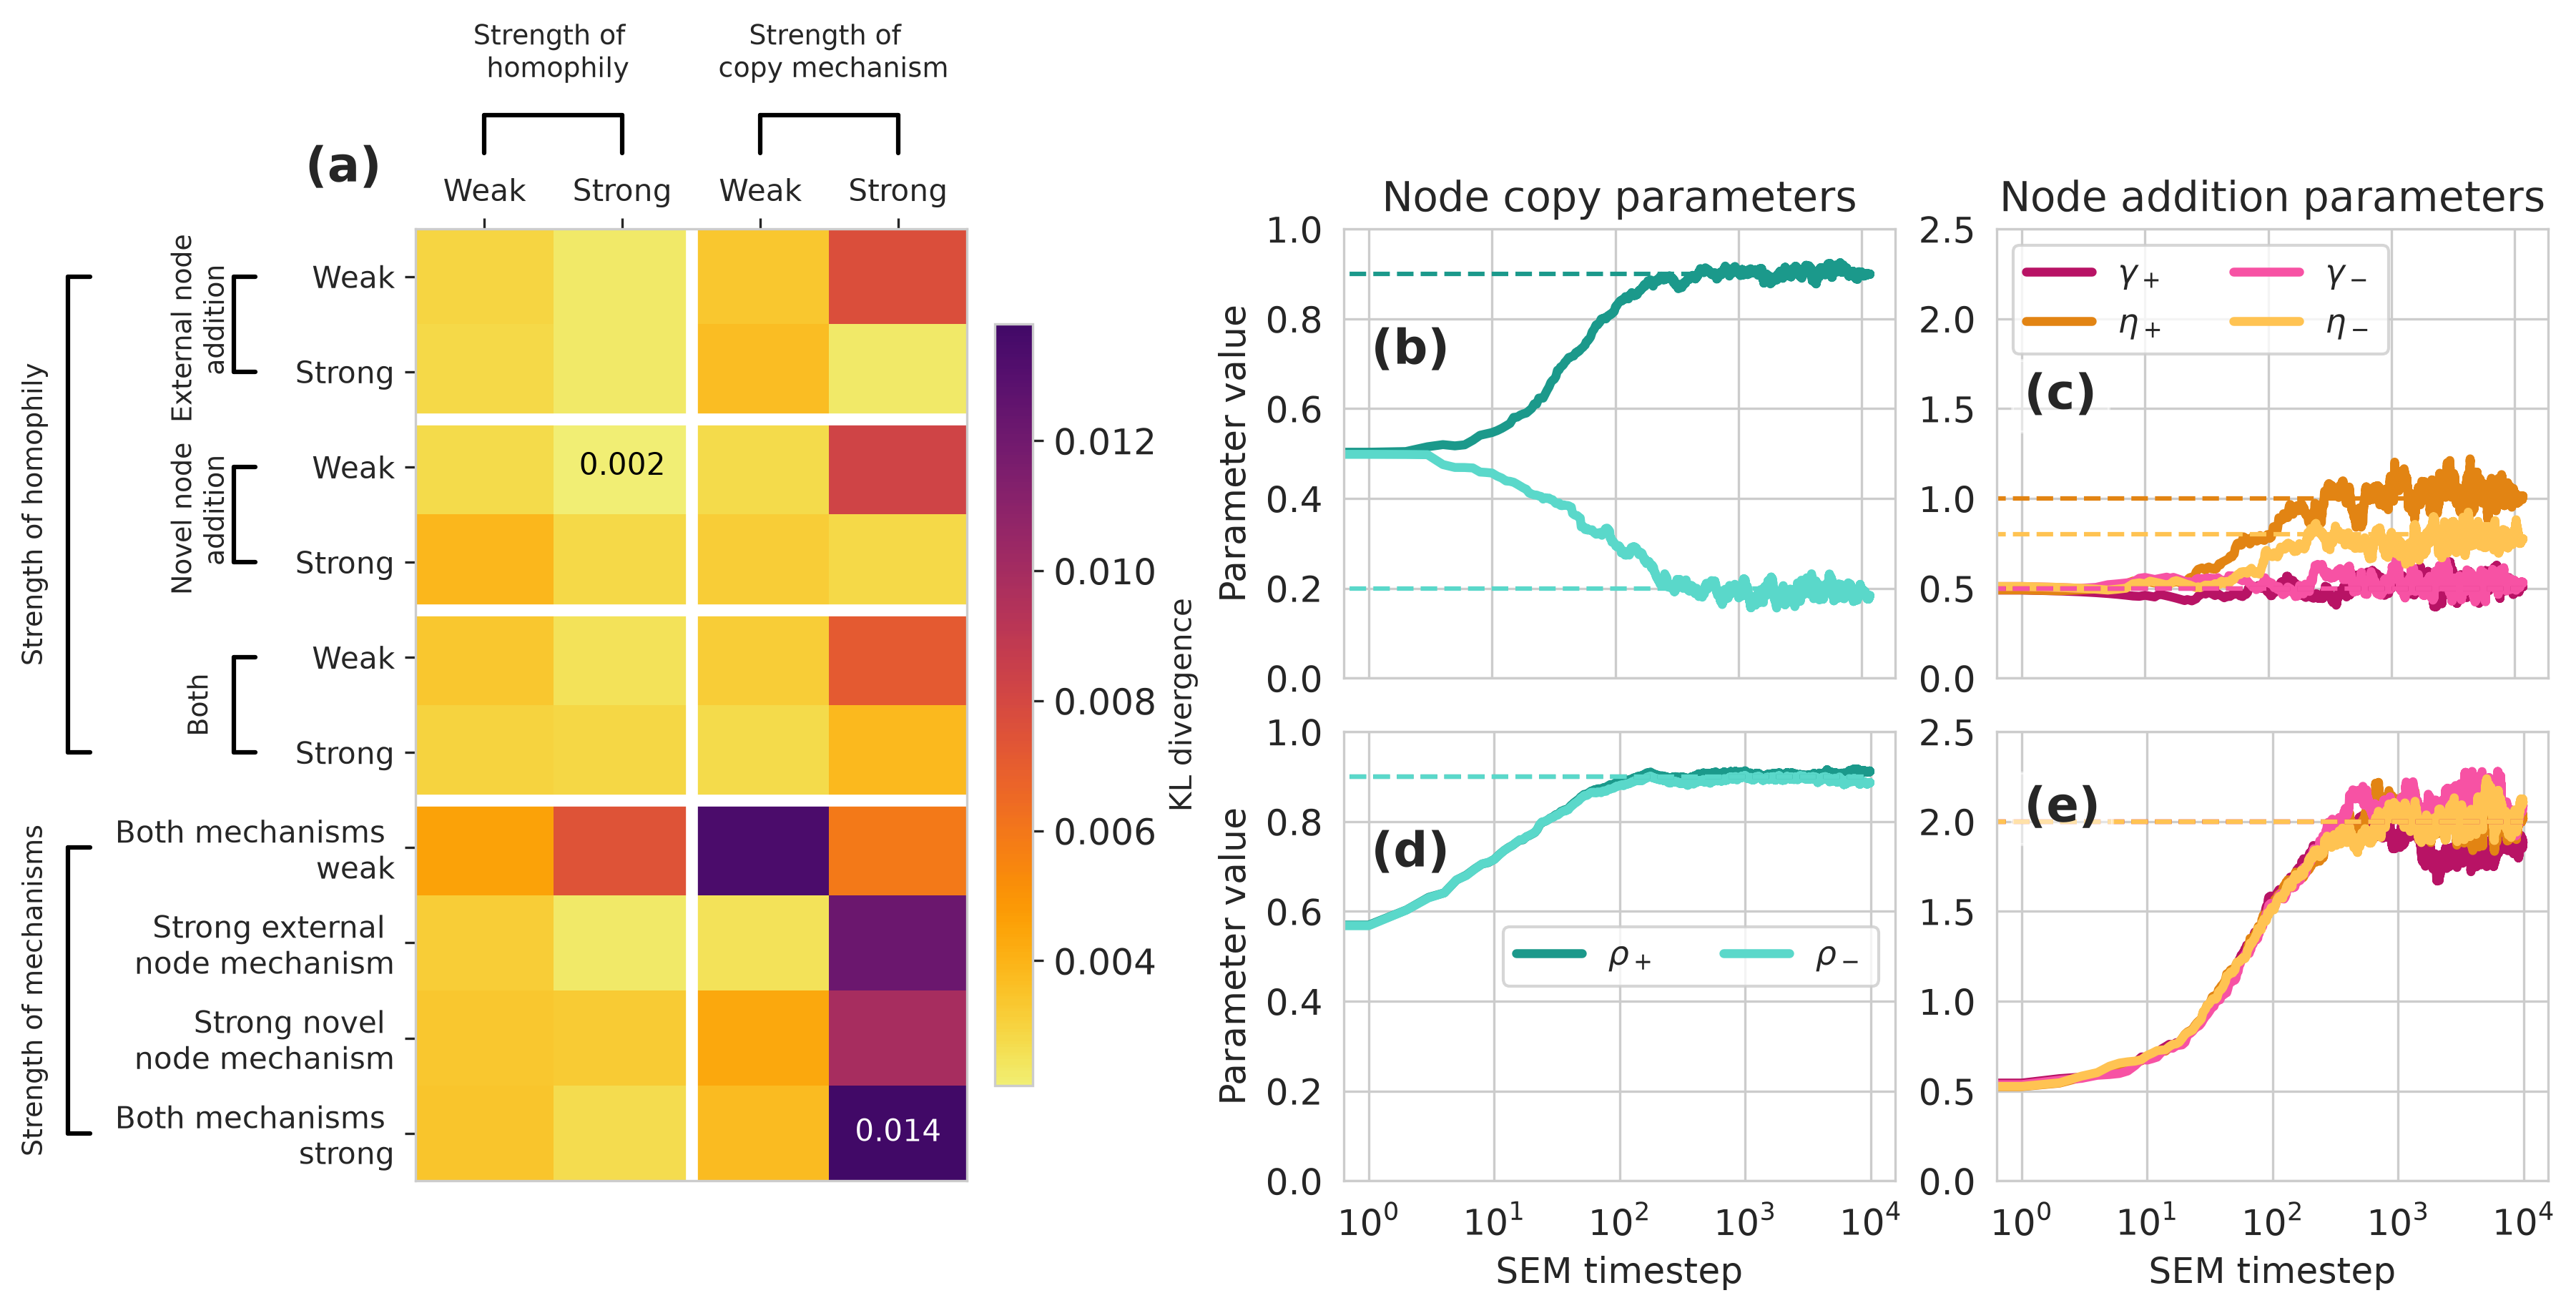 Strength of
homophily
Strength of
copy mechanism
(a)
Weak
Strong
Weak
Strong
Strength of homophily
External node
addition
Weak
Strong
Novel node
addition
Weak
Strong
Both
Weak
Strong
Strength of mechanisms
Both mechanisms
weak
Strong external
node mechanism
Strong novel
node mechanism
Both mechanisms
strong
0.002
0.014
0.012
0.010
0.008
0.006
0.004
KL divergence
Node copy parameters
Parameter value
1.0
0.8
0.6
0.4
0.2
0.0
(b)
Node addition parameters
2.5
2.0
1.5
1.0
0.5
0.0
γ+
γ−
η+
η−
(c)
Parameter value
1.0
0.8
0.6
0.4
0.2
0.0
(d)
ρ+
ρ−
10⁰
10¹
10²
10³
10⁴
SEM timestep
2.5
2.0
1.5
1.0
0.5
0.0
(e)
10⁰
10¹
10²
10³
10⁴
SEM timestep